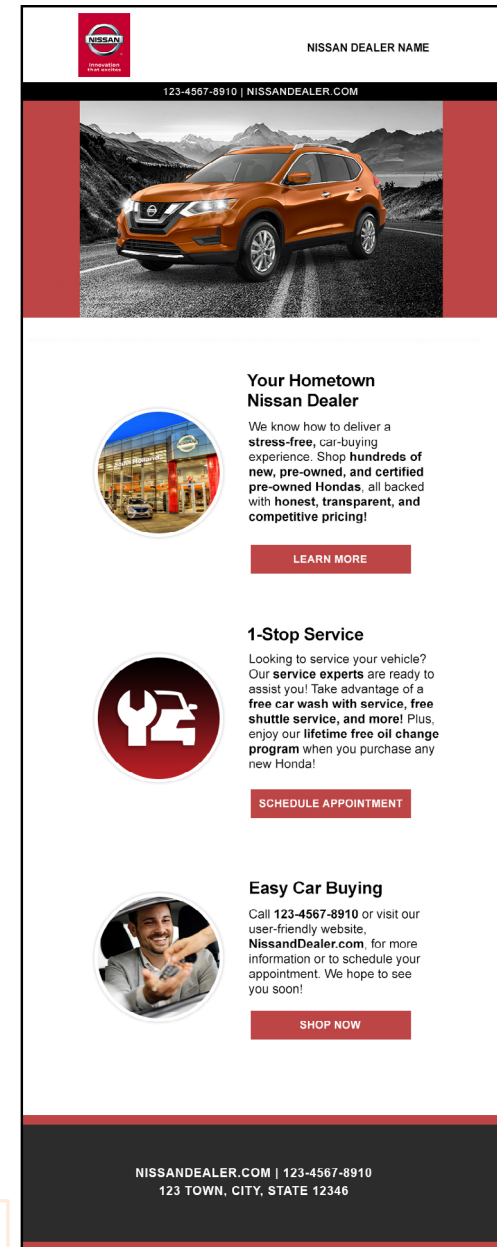 NISSAN
Innovation
that excites
NISSAN DEALER NAME
123-4567-8910 | NISSANDEALER.COM
Your Hometown
Nissan Dealer
We know how to deliver a
stress-free, car-buying
experience. Shop hundreds of
new, pre-owned, and certified
pre-owned Hondas, all backed
with honest, transparent, and
competitive pricing!
LEARN MORE
1-Stop Service
Looking to service your vehicle?
Our service experts are ready to
assist you! Take advantage of a
free car wash with service, free
shuttle service, and more! Plus,
enjoy our lifetime free oil change
program when you purchase any
new Honda!
SCHEDULE APPOINTMENT
Easy Car Buying
Call 123-4567-8910 or visit our
user-friendly website,
NissandDealer.com, for more
information or to schedule your
appointment. We hope to see
you soon!
SHOP NOW
NISSANDEALER.COM | 123-4567-8910
123 TOWN, CITY, STATE 12346